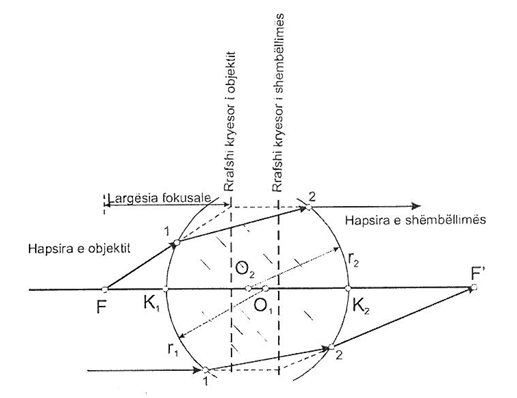 Rrafshi kryesor i objektit
Rrafshi kryesor i shëmbëllimës
Largësia fokusale
2
Hapsira e shëmbëllimës
1
Hapsira e objektit
O₂
r₂
F'
F
K₁
O₁
K₂
r₁
2
1